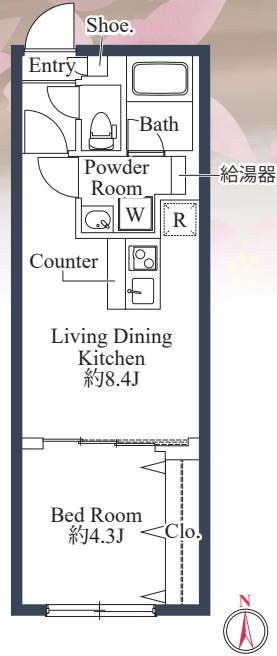 Shoe.
Entry
Bath
Powder
Room
給湯器
W
R
Counter
Living Dining
Kitchen
約8.4J
Bed Room
約4.3J
Clo.
N